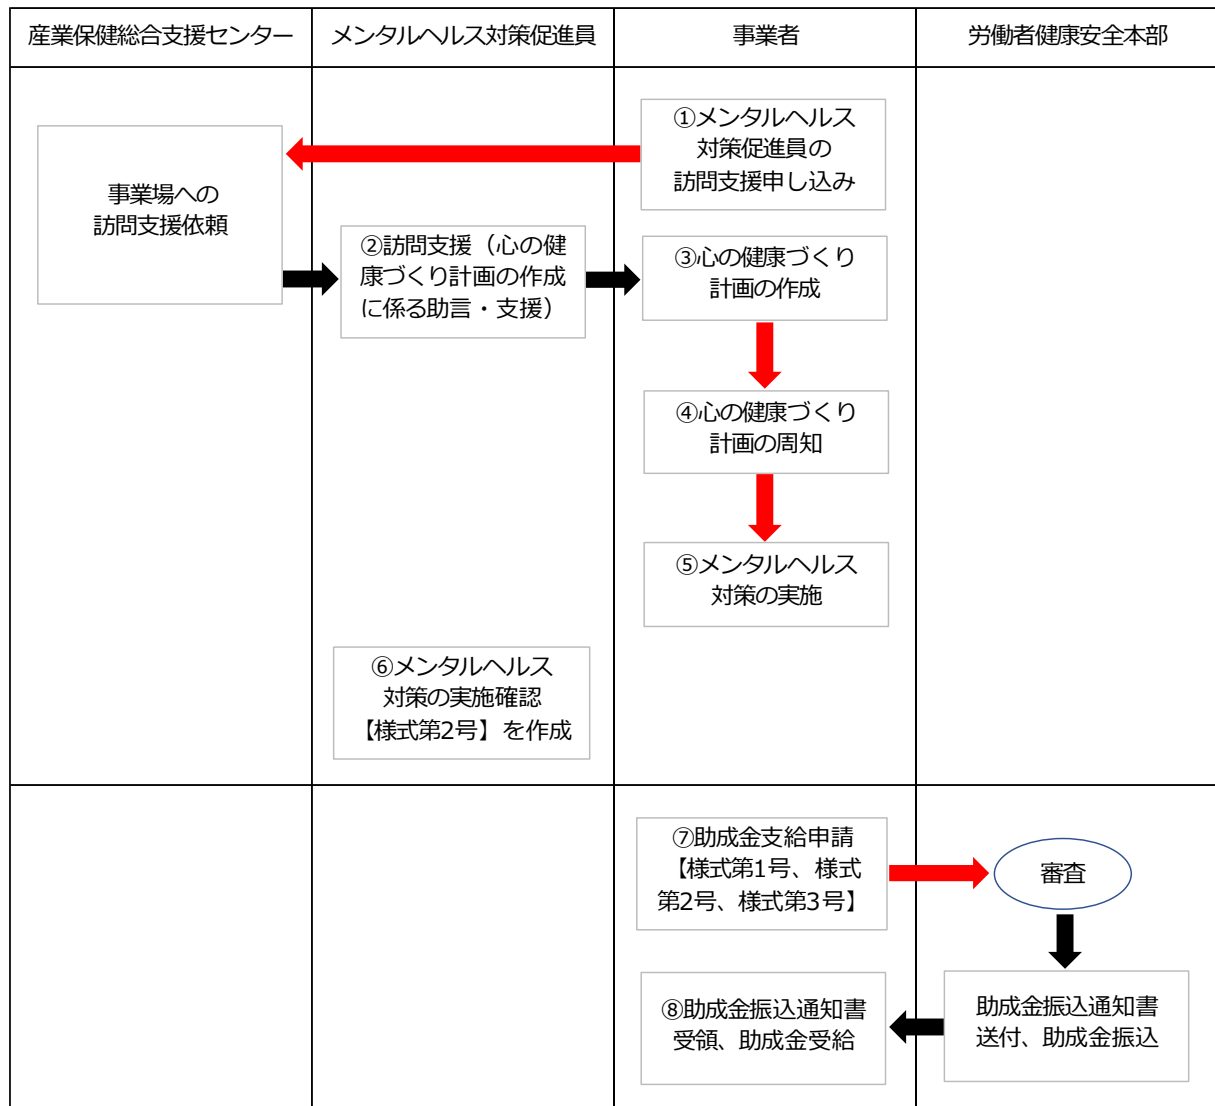 産業保健総合支援センター
メンタルヘルス対策促進員
事業者
労働者健康安全本部
①メンタルヘルス
対策促進員の
訪問支援申し込み
事業場への
訪問支援依頼
②訪問支援（心の健
康づくり計画の作成
に係る助言・支援）
③心の健康づくり
計画の作成
④心の健康づくり
計画の周知
⑤メンタルヘルス
対策の実施
⑥メンタルヘルス
対策の実施確認
【様式第2号】を作成
⑦助成金支給申請
【様式第1号、様式
第2号、様式第3号】
審査
助成金振込通知書
送付、助成金振込
⑧助成金振込通知書
受領、助成金受給